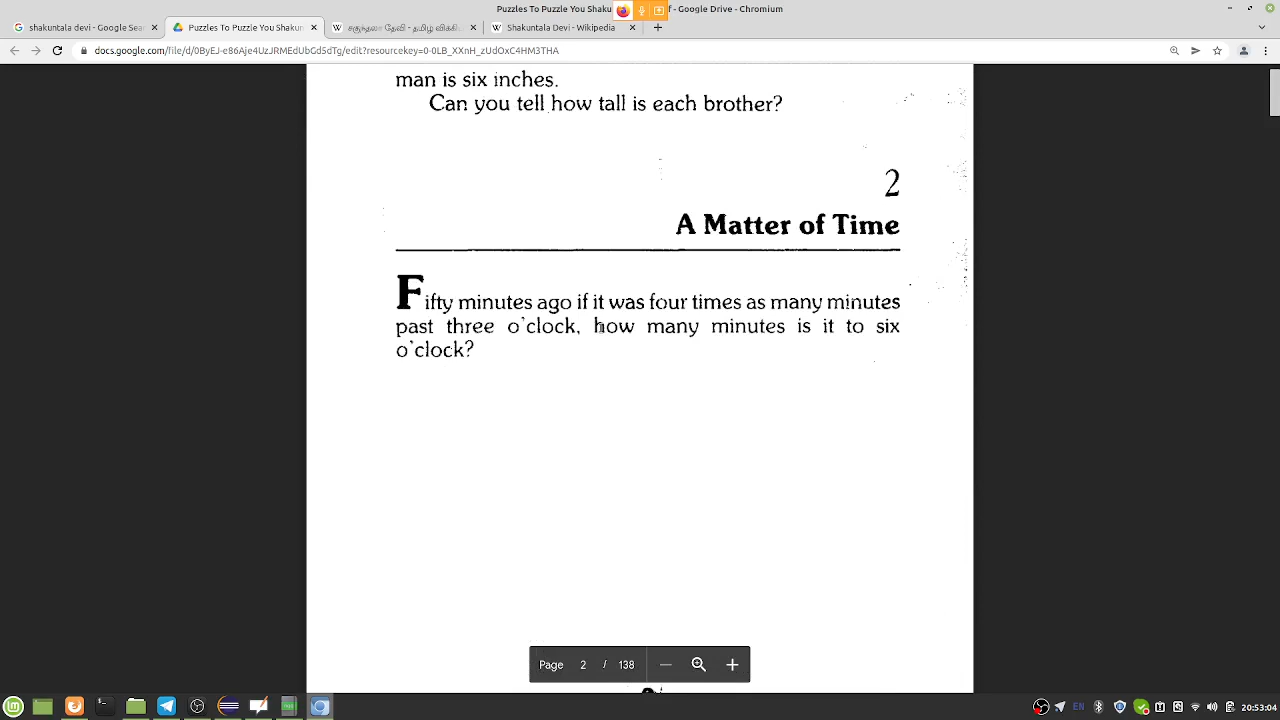 Puzzles To Puzzle You Shaku f - Google Drive - Chromium
shakuntala devi - Google Sea
Puzzles To Puzzle You Shakun
Shakuntala Devi - Wikipedia
docs.google.com/file/d/0ByEJ-e86Aje4UzJRMEdUbGd5dTg/edit?resourcekey=0-0LB_XXnH_zUdOxC4HM3THA
man is six inches.
Can you tell how tall is each brother?
2
A Matter of Time
Fifty minutes ago if it was four times as many minutes
past three o'clock, how many minutes is it to six
o'clock?
Page 2 / 138
EN 20:53:00